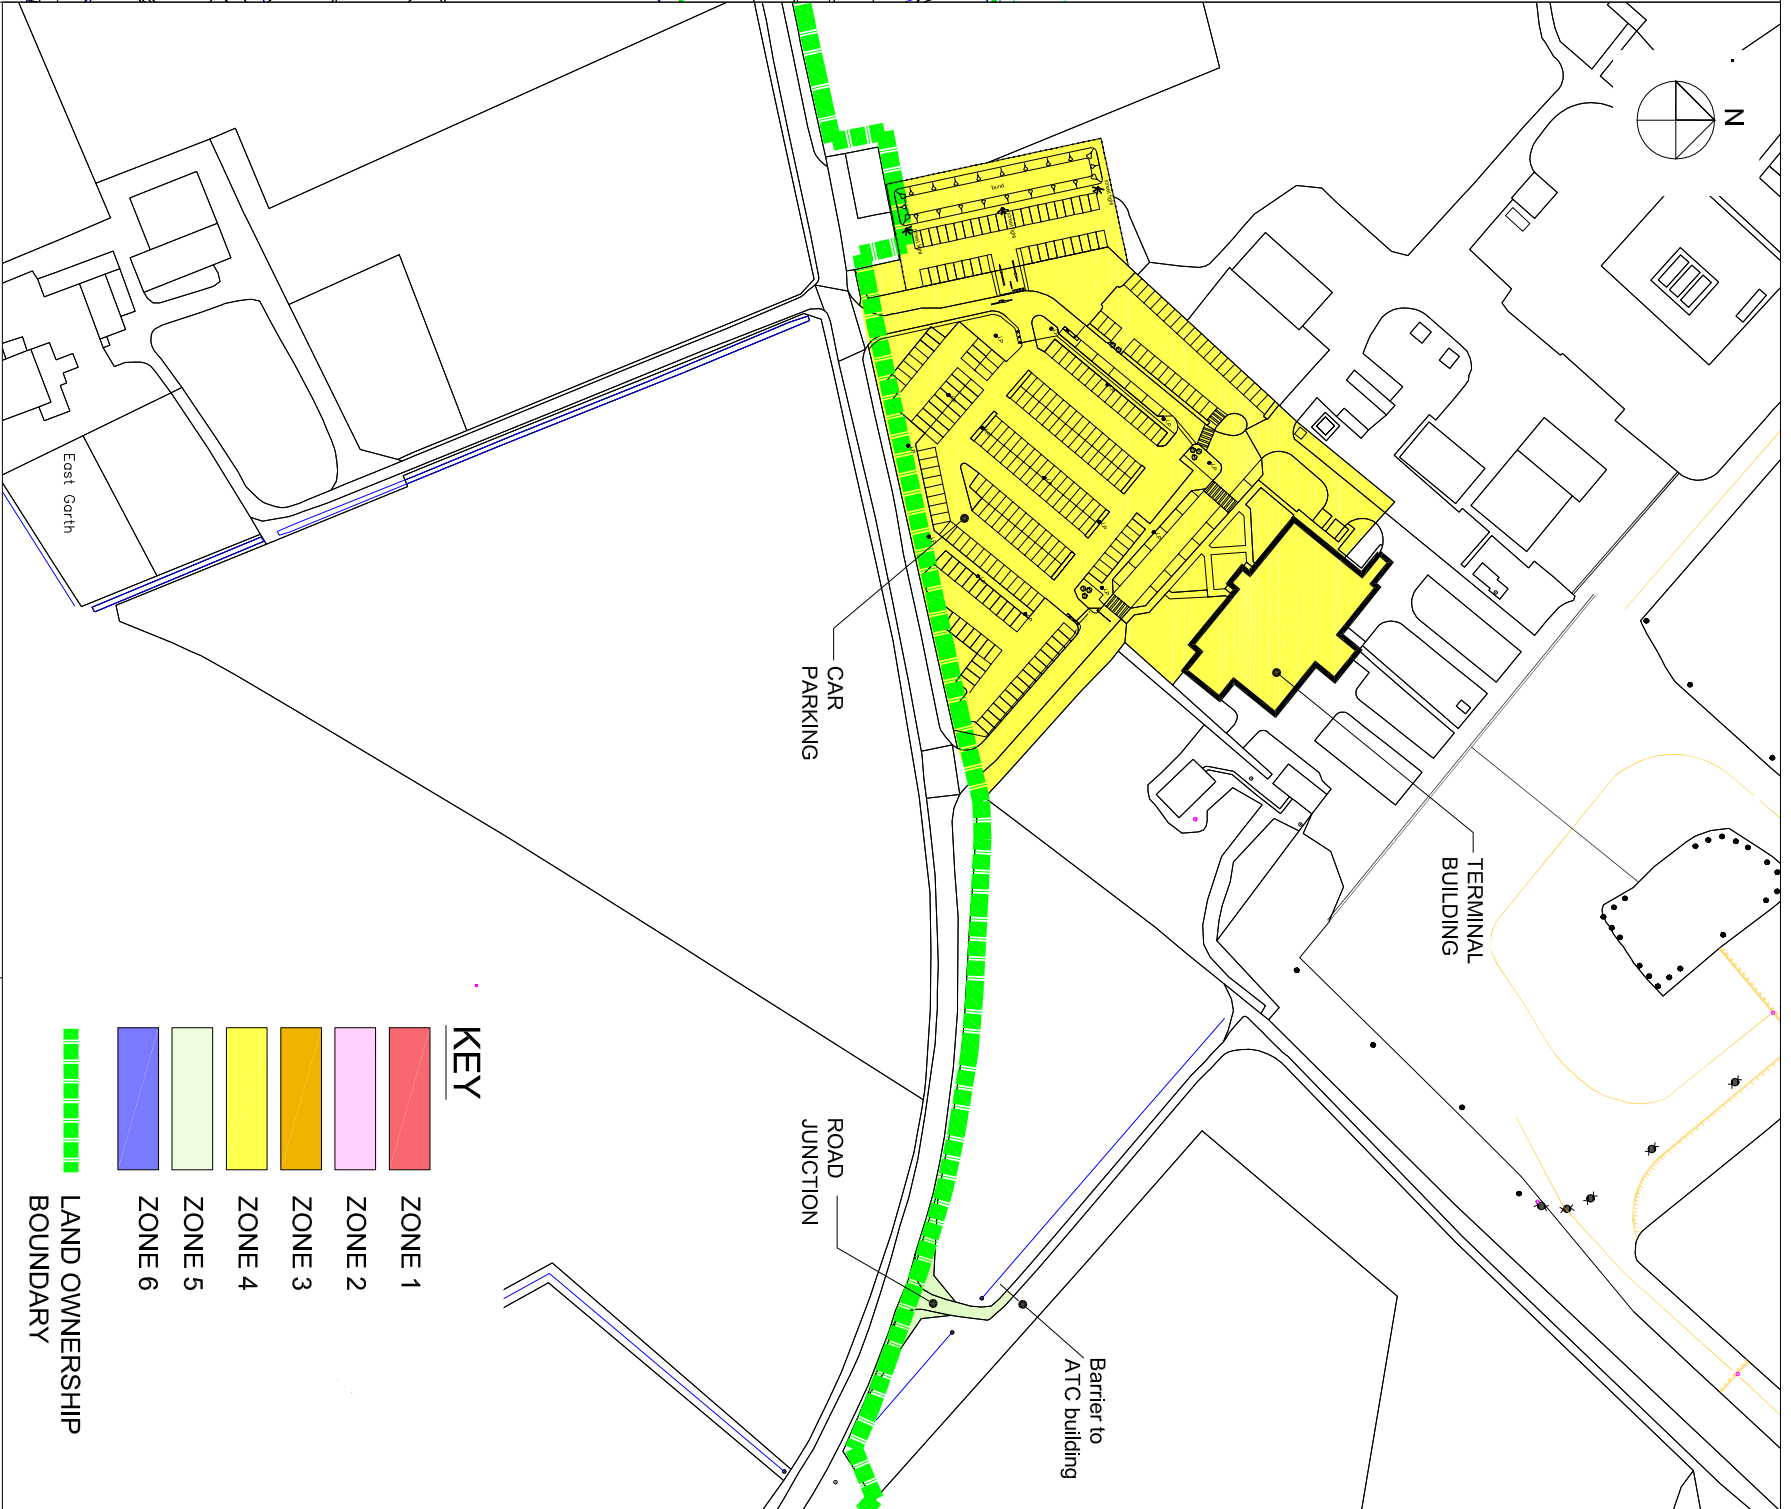 N
bund
East Garth
CAR
PARKING
TERMINAL
BUILDING
ROAD
JUNCTION
Barrier to
ATC building
KEY
ZONE 1
ZONE 2
ZONE 3
ZONE 4
ZONE 5
ZONE 6
LAND OWNERSHIP
BOUNDARY